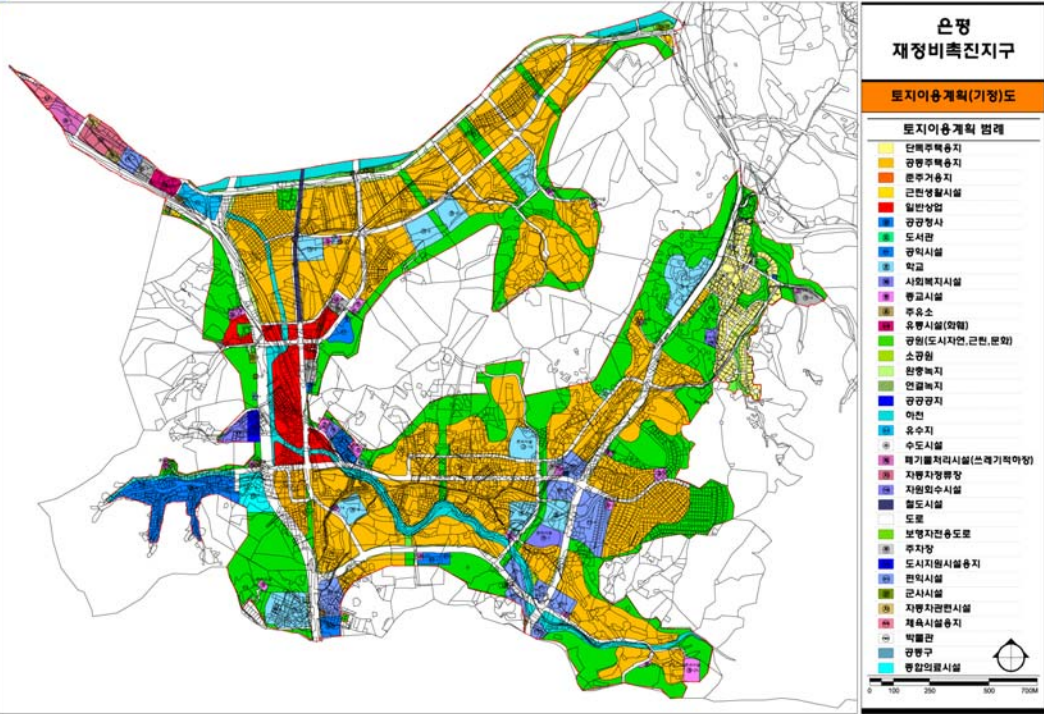 은평
재정비촉진지구
토지이용계획(기정)도
토지이용계획 범례
단독주택용지
공동주택용지
준주거용지
근린생활시설
일반상업
공공청사
도서관
공익시설
학교
사회복지시설
종교시설
주유소
유통시설(화훼)
공원(도시자연,근린,문화)
소공원
완충녹지
연결녹지
공공공지
하천
유수지
수도시설
폐기물처리시설(쓰레기적하장)
자동차정류장
자원회수시설
철도시설
도로
보행자전용도로
주차장
도시지원시설용지
편익시설
군사시설
자동차관련시설
체육시설용지
박물관
공동구
종합의료시설
0 100 250 500 700M